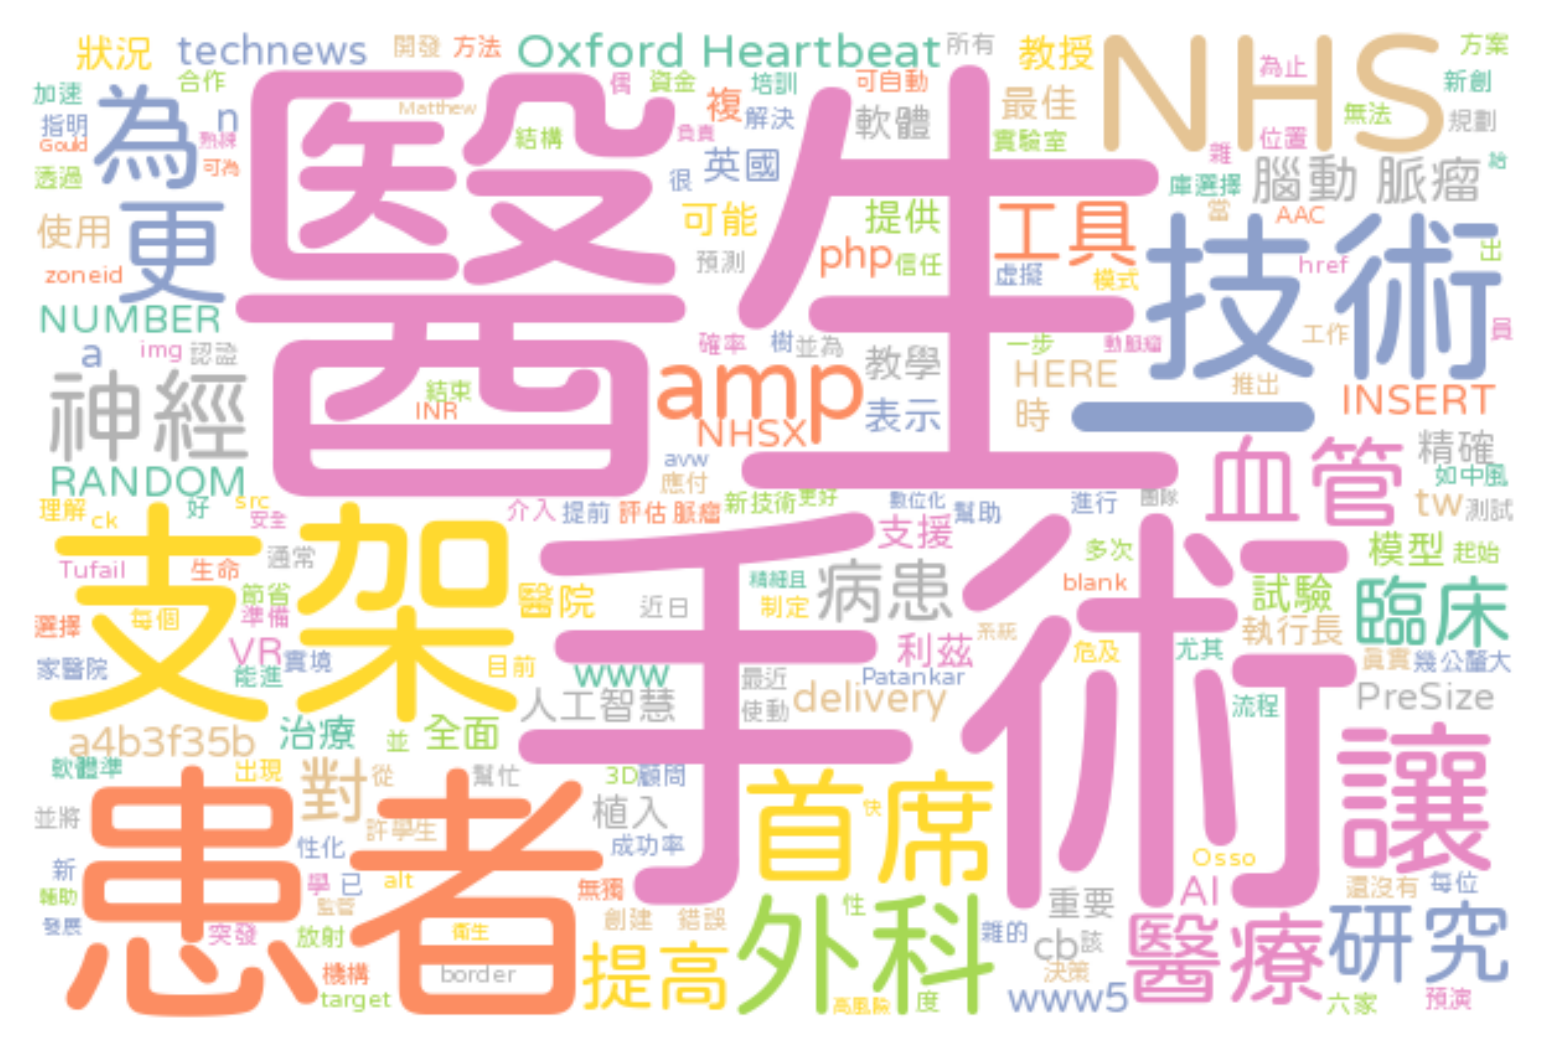 狀況 technews 開發 方法 Oxford Heartbeat 所有 教授 NHS 方案
加速 合作 醫生 偶 資金 培訓 可自動 為止 新創
指明 為 n Matthew 複 解決 軟體 最佳 無法 規劃
Gould 熟練 結構 負責 實驗室 位置
透過 可為 很 英國 雜 庫選擇 腦動 脈瘤 給
使用 更 可能 提供 工具 當 AAC 技術 出
zoneid 預測 php 信任 虛擬 模式 href
NUMBER 確率 樹 並為 一步 動脈瘤 工作 員
a img 認證 教學 HERE 推出
神經 結束 amp 表示 時 一 INSERT
INR NHSX 血管 精確
RANDOM avw 應付 如中風
理解 ck 好 src 安全 介入 提前 評估 脈瘤 新技術 更好 數位化 幫助 進行 團隊 tw 測試
支架 通常 手術 支援 多次 模型 起始
Tufail 生命 節省 醫院 近日 精細且 制定 病患 blank 試驗 臨床
選擇 每個 準備 VR 實境 利茲 系統 危及 尤其 執行長
家醫院 能進 目前 www 最近 Patankar 真實 幾公釐大
人工智慧 使動 delivery 流程 PreSize
a4b3f35b 治療 並 全面 讓
軟體準 出現 對 從 幫忙 3D 顧問 首席
並將 患者 許學生 植入 快
新 性化 成功率 Osso
輔助 學 已 alt 無獨 AI 還沒有 每位
發展 監管 創建 錯誤 性 重要 研究
突發 放射 衛生 外科 雜的 cb 該 醫療
機構 border 提高 決策
target 高風險 度 www5 六家 預演